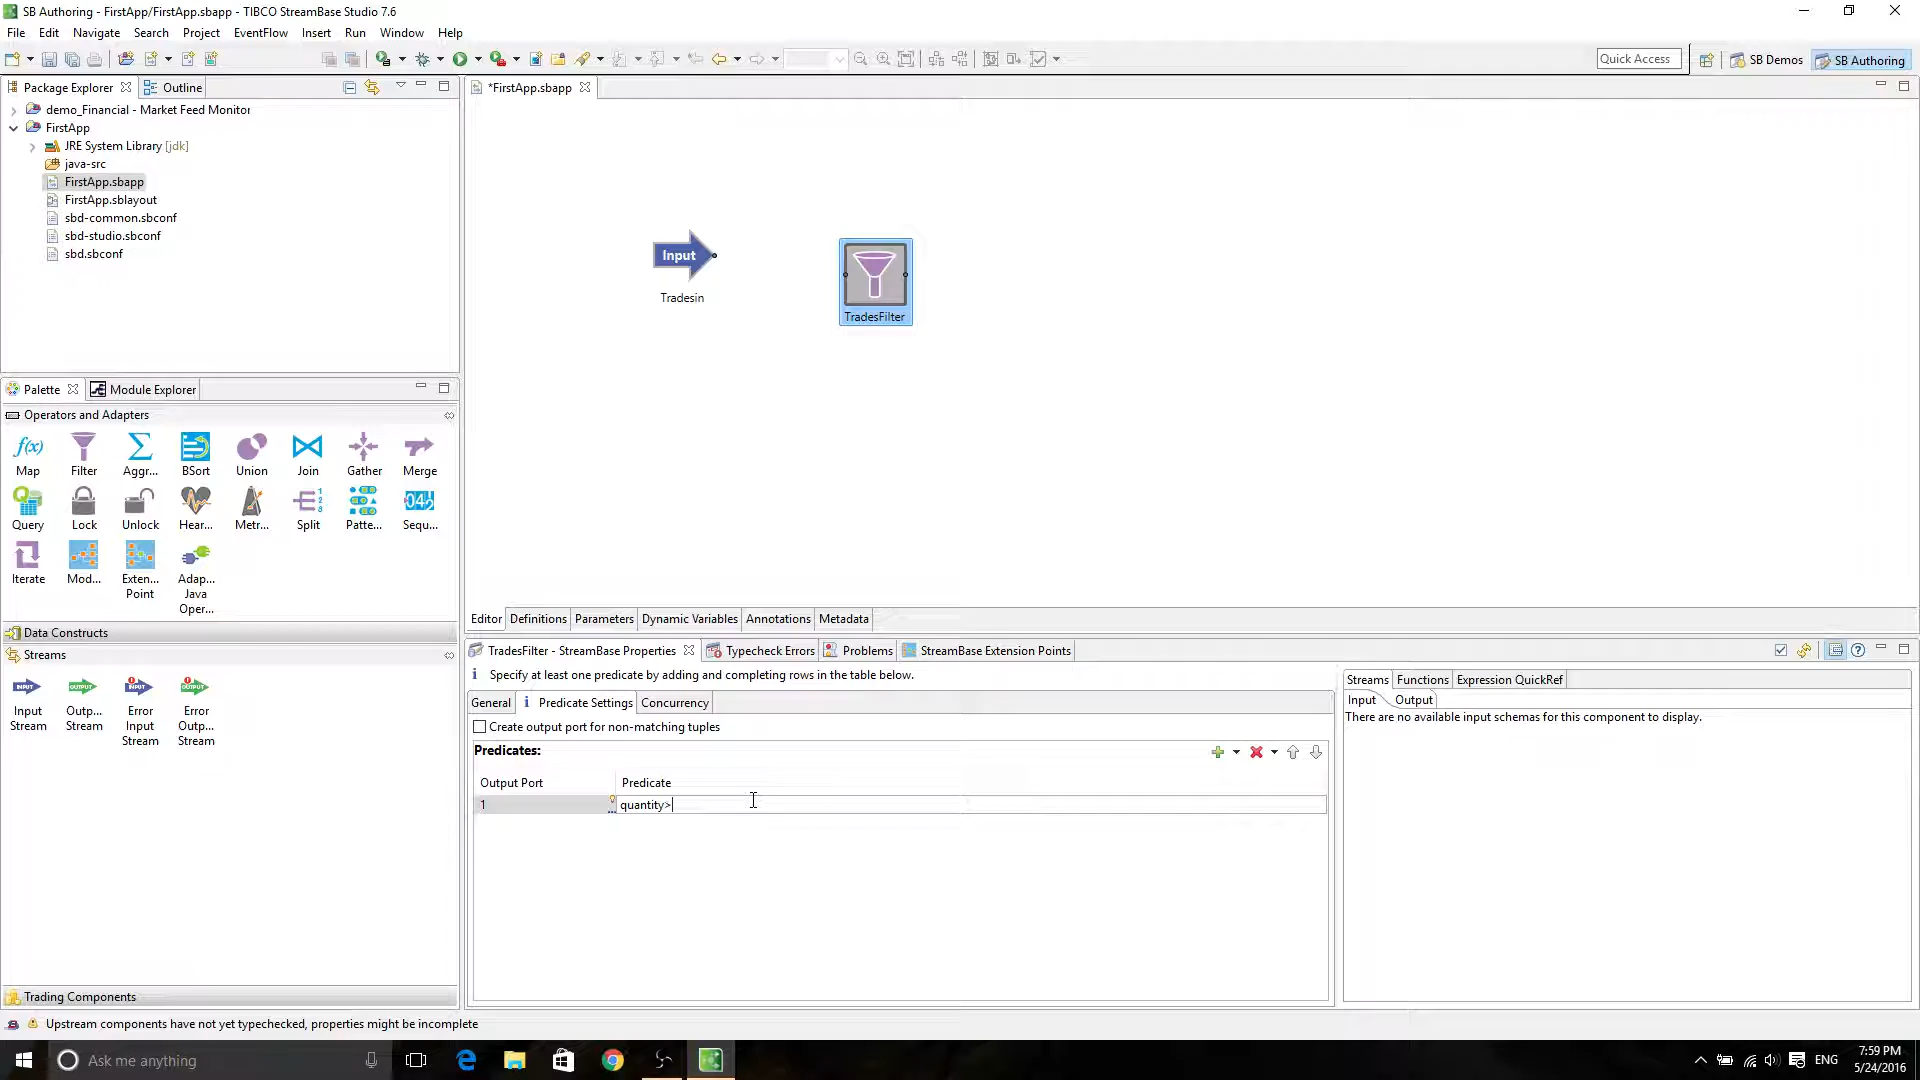 SB Authoring - FirstApp/FirstApp.sbapp - TIBCO StreamBase Studio 7.6
File Edit Navigate Search Project EventFlow Insert Run Window Help
Quick Access SB Demos SB Authoring
Package Explorer Outline
demo_Financial - Market Feed Monitor
FirstApp
JRE System Library [jdk]
java-src
FirstApp.sbapp
FirstApp.sblayout
sbd-common.sbconf
sbd-studio.sbconf
sbd.sbconf
*FirstApp.sbapp
Input
Tradesin
TradesFilter
Palette Module Explorer
Operators and Adapters
f(x)
Map Filter Aggr... BSort Union Join Gather Merge
Query Lock Unlock Hear... Metr... Split Patte... Sequ...
Iterate Mod... Exten... Point Adap... Java Oper...
Data Constructs
Streams
Input Stream Outp... Stream Error Input Stream Error Outp... Stream
Trading Components
Editor Definitions Parameters Dynamic Variables Annotations Metadata
TradesFilter - StreamBase Properties Typecheck Errors Problems StreamBase Extension Points
Specify at least one predicate by adding and completing rows in the table below.
General Predicate Settings Concurrency
Create output port for non-matching tuples
Predicates:
Output Port Predicate
1 quantity>
Streams Functions Expression QuickRef
Input Output
There are no available input schemas for this component to display.
Upstream components have not yet typechecked, properties might be incomplete
Ask me anything
ENG
7:59 PM
5/24/2016